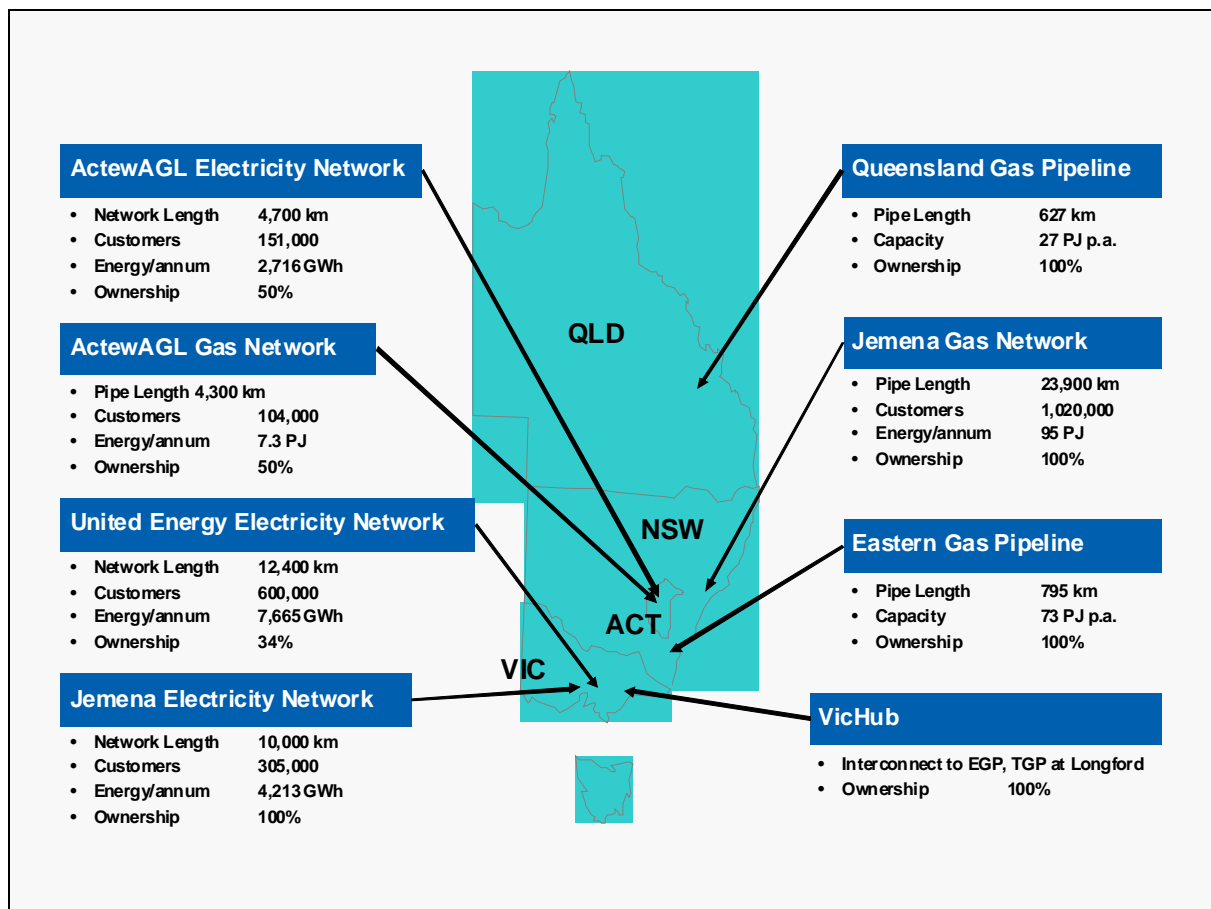 ActewAGL Electricity Network
• Network Length 4,700 km
• Customers 151,000
• Energy/annum 2,716 GWh
• Ownership 50%
ActewAGL Gas Network
• Pipe Length 4,300 km
• Customers 104,000
• Energy/annum 7.3 PJ
• Ownership 50%
United Energy Electricity Network
• Network Length 12,400 km
• Customers 600,000
• Energy/annum 7,665 GWh
• Ownership 34%
Jemena Electricity Network
• Network Length 10,000 km
• Customers 305,000
• Energy/annum 4,213 GWh
• Ownership 100%
QLD
NSW
ACT
VIC
Queensland Gas Pipeline
• Pipe Length 627 km
• Capacity 27 PJ p.a.
• Ownership 100%
Jemena Gas Network
• Pipe Length 23,900 km
• Customers 1,020,000
• Energy/annum 95 PJ
• Ownership 100%
Eastern Gas Pipeline
• Pipe Length 795 km
• Capacity 73 PJ p.a.
• Ownership 100%
VicHub
• Interconnect to EGP, TGP at Longford
• Ownership 100%